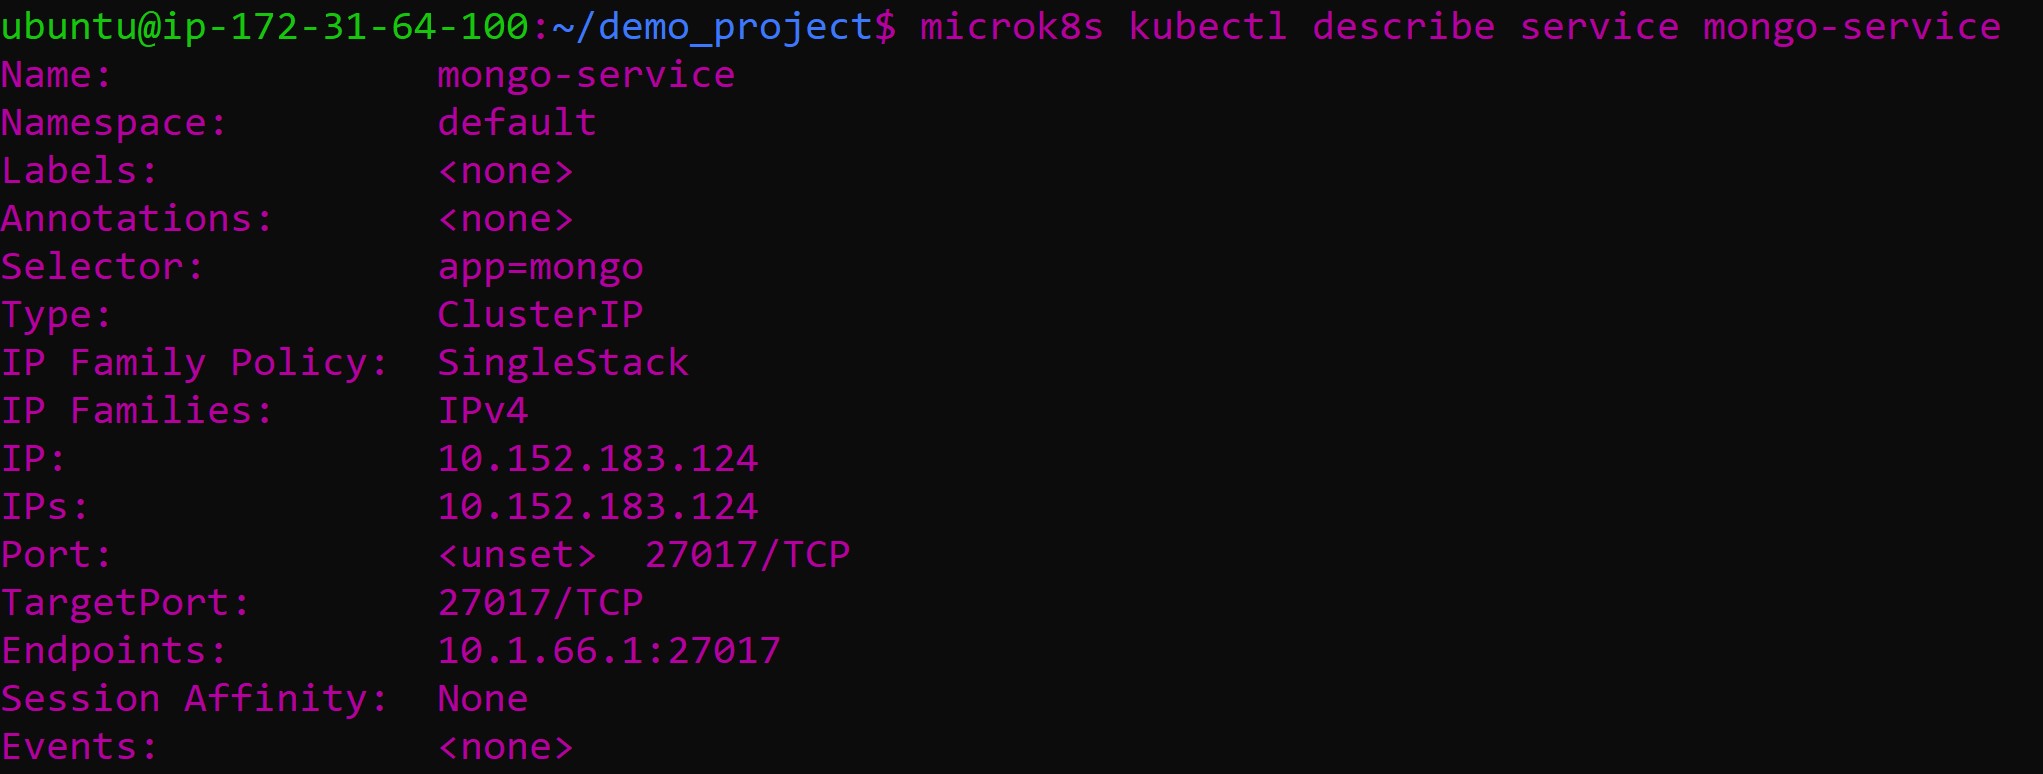 ubuntu@ip-172-31-64-100:~/demo_project$ microk8s kubectl describe service mongo-service
Name:              mongo-service
Namespace:         default
Labels:            <none>
Annotations:       <none>
Selector:          app=mongo
Type:              ClusterIP
IP Family Policy:  SingleStack
IP Families:       IPv4
IP:                10.152.183.124
IPs:               10.152.183.124
Port:              <unset>  27017/TCP
TargetPort:        27017/TCP
Endpoints:         10.1.66.1:27017
Session Affinity:  None
Events:            <none>